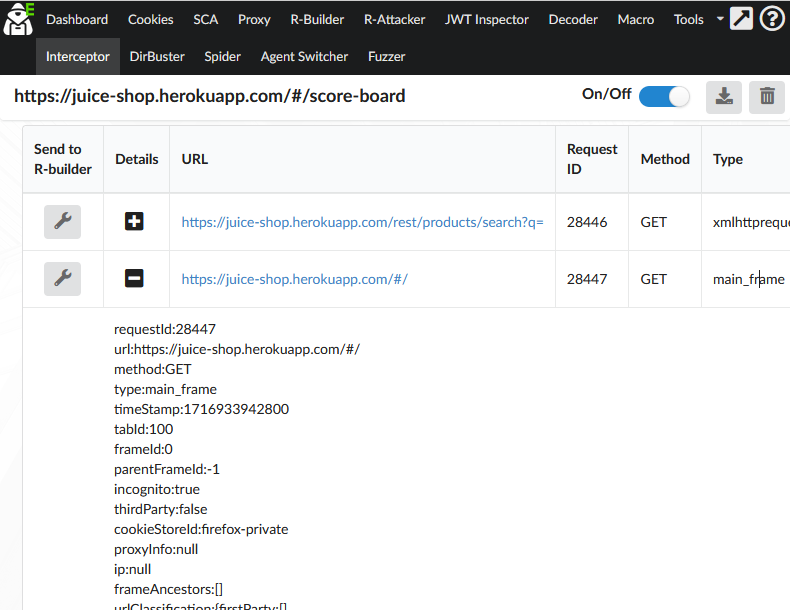 E
Dashboard Cookies SCA Proxy R-Builder R-Attacker JWT Inspector Decoder Macro Tools ?
Interceptor DirBuster Spider Agent Switcher Fuzzer
https://juice-shop.herokuapp.com/#/score-board On/Off
Send to R-builder Details URL Request ID Method Type
https://juice-shop.herokuapp.com/rest/products/search?q= 28446 GET xmlhttpreque
https://juice-shop.herokuapp.com/#/ 28447 GET main_frame
requestId:28447
url:https://juice-shop.herokuapp.com/#/
method:GET
type:main_frame
timeStamp:1716933942800
tabId:100
frameId:0
parentFrameId:-1
incognito:true
thirdParty:false
cookieStoreId:firefox-private
proxyInfo:null
ip:null
frameAncestors:[]
urlClassification:{firstParty:[]